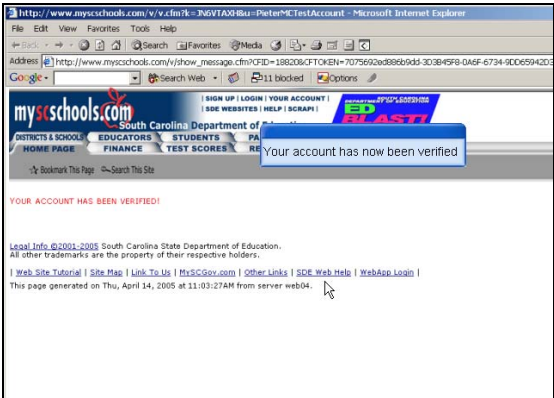 http://www.myscschools.com/v/v.cfm?k=JN6VTAXH&u=PieterMCTestAccount - Microsoft Internet Explorer
File Edit View Favorites Tools Help
Back Search Favorites Media
Address http://www.myscschools.com/v/show_message.cfm?CFID=18820&CFTOKEN=7075692ed886b9dd-3D3B45F8-0A6F-6734-9DD65942D3
Google Search Web 11 blocked Options
| SIGN UP | LOGIN | YOUR ACCOUNT |
| SDE WEBSITES | HELP | SCRAPI |
myscschools.com
South Carolina Department of
ED BLAST!
DISTRICTS & SCHOOLS EDUCATORS STUDENTS PA
HOME PAGE FINANCE TEST SCORES RE
Your account has now been verified
Bookmark This Page Search This Site
YOUR ACCOUNT HAS BEEN VERIFIED!
Legal Info ©2001-2005 South Carolina State Department of Education.
All other trademarks are the property of their respective holders.
| Web Site Tutorial | Site Map | Link To Us | MySCGov.com | Other Links | SDE Web Help | WebApp Login |
This page generated on Thu, April 14, 2005 at 11:03:27AM from server web04.